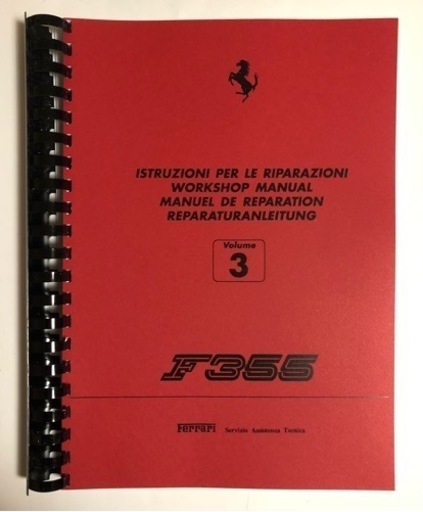 ISTRUZIONI PER LE RIPARAZIONI
WORKSHOP MANUAL
MANUEL DE REPARATION
REPARATURANLEITUNG
Volume
3
F355
Ferrari Servizio Assistenza Tecnica